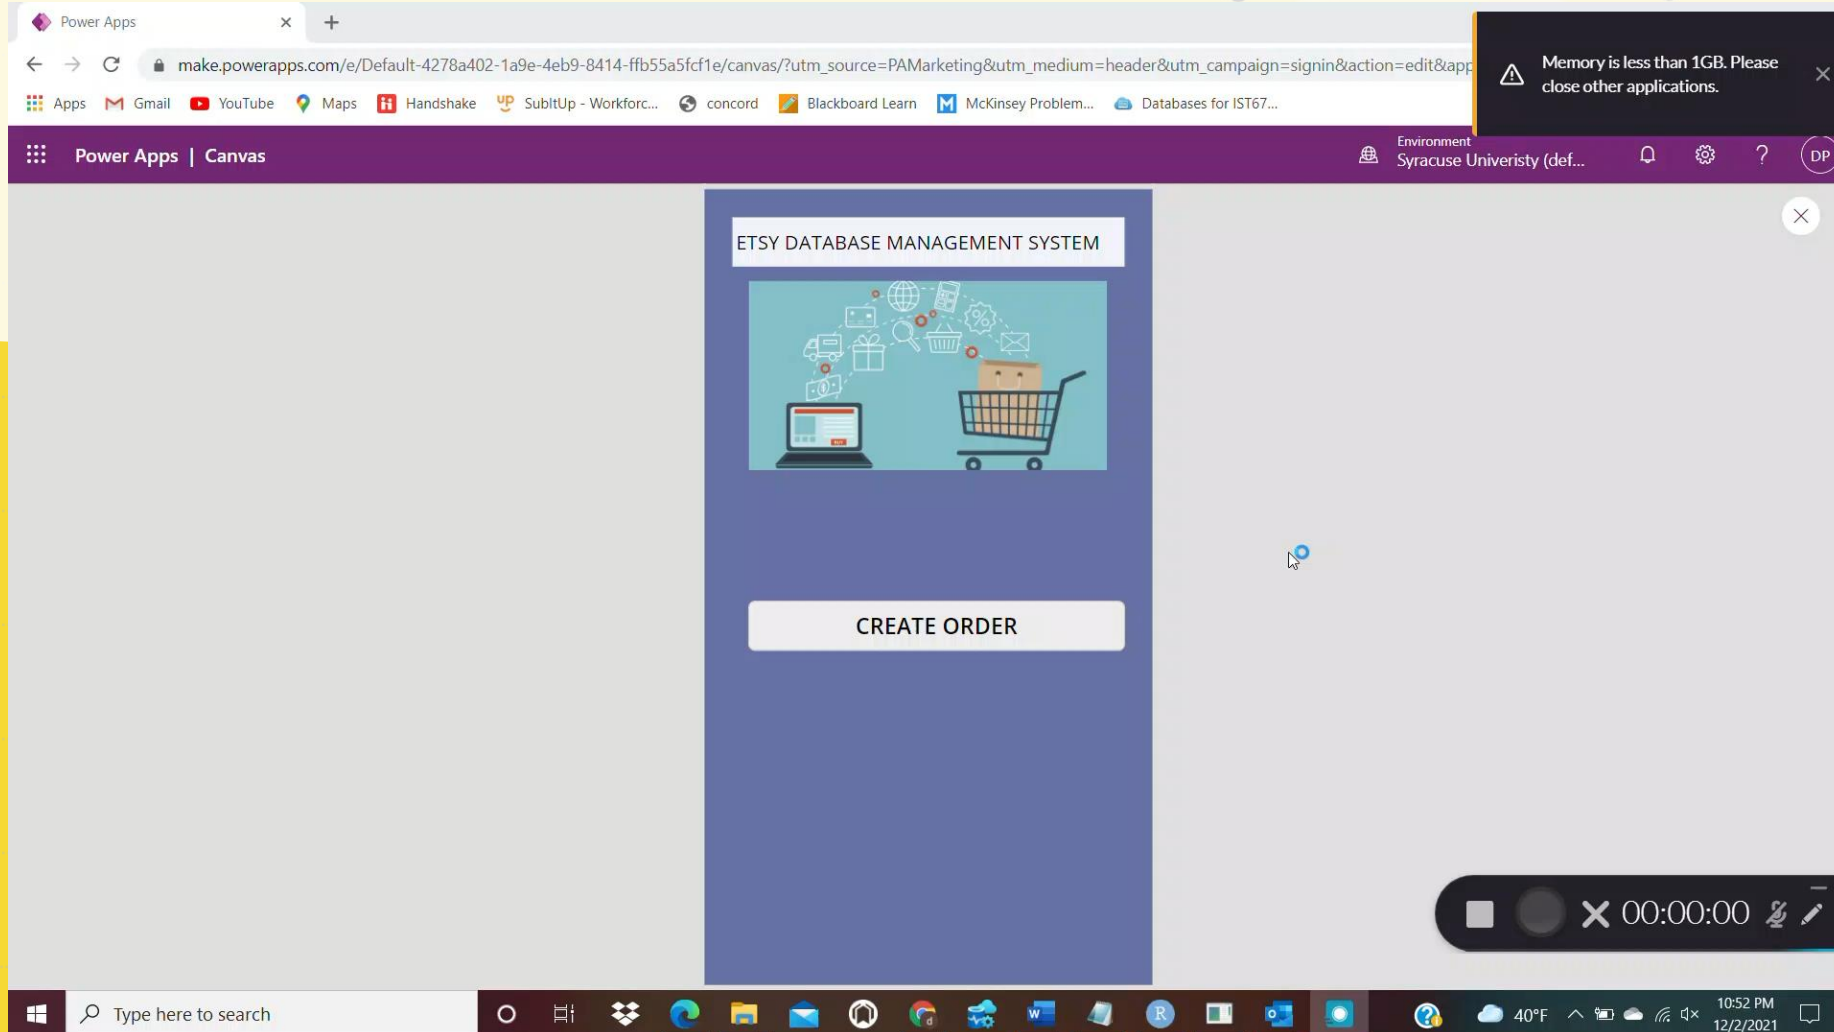 Power Apps
make.powerapps.com/e/Default-4278a402-1a9e-4eb9-8414-ffb55a5fcf1e/canvas/?utm_source=PAMarketing&utm_medium=header&utm_campaign=signin&action=edit&app
Memory is less than 1GB. Please
close other applications.
Apps Gmail YouTube Maps Handshake SubItUp - Workforc... concord Blackboard Learn McKinsey Problem... Databases for IST67...
Power Apps | Canvas
Environment
Syracuse Univeristy (def...
DP
ETSY DATABASE MANAGEMENT SYSTEM
BUY
CREATE ORDER
00:00:00
Type here to search
40°F
10:52 PM
12/2/2021